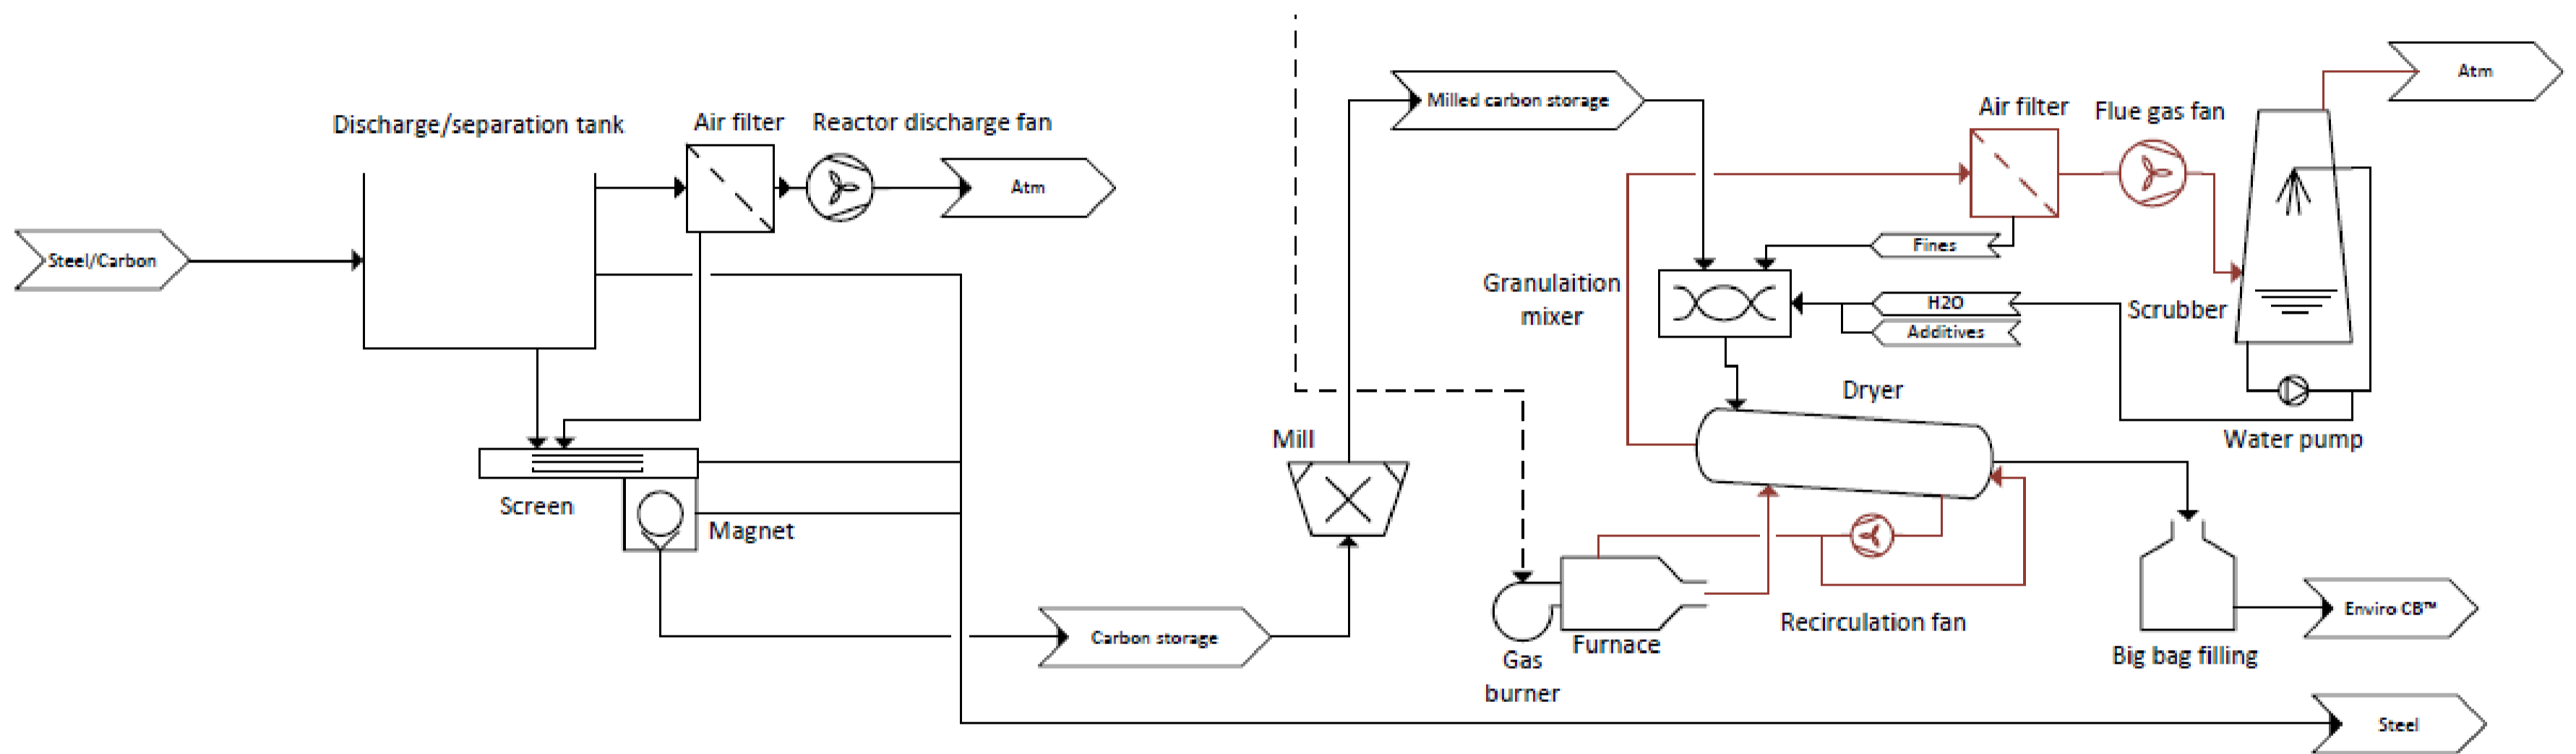 Atm
Milled carbon storage
Air filter
Flue gas fan
Discharge/separation tank
Air filter
Reactor discharge fan
Atm
Steel/Carbon
Fines
Granulaition
mixer
H2O
Additives
Scrubber
Dryer
Water pump
Mill
Screen
Magnet
Carbon storage
Gas
burner
Furnace
Recirculation fan
Enviro CB™
Big bag filling
Steel